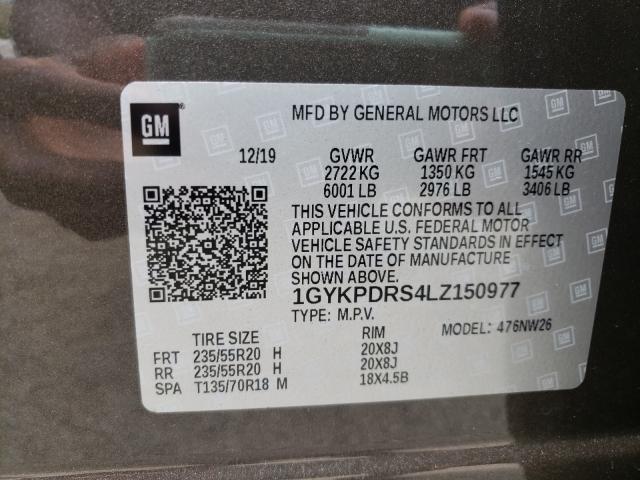 GM
MFD BY GENERAL MOTORS LLC
12/19 GVWR GAWR FRT GAWR RR
2722 KG 1350 KG 1545 KG
6001 LB 2976 LB 3406 LB
THIS VEHICLE CONFORMS TO ALL
APPLICABLE U.S. FEDERAL MOTOR
VEHICLE SAFETY STANDARDS IN EFFECT
ON THE DATE OF MANUFACTURE
SHOWN ABOVE.
1GYKPDRS4LZ150977
TYPE: M.P.V. MODEL: 476NW26
TIRE SIZE RIM
FRT 235/55R20 H 20X8J
RR 235/55R20 H 20X8J
SPA T135/70R18 M 18X4.5B